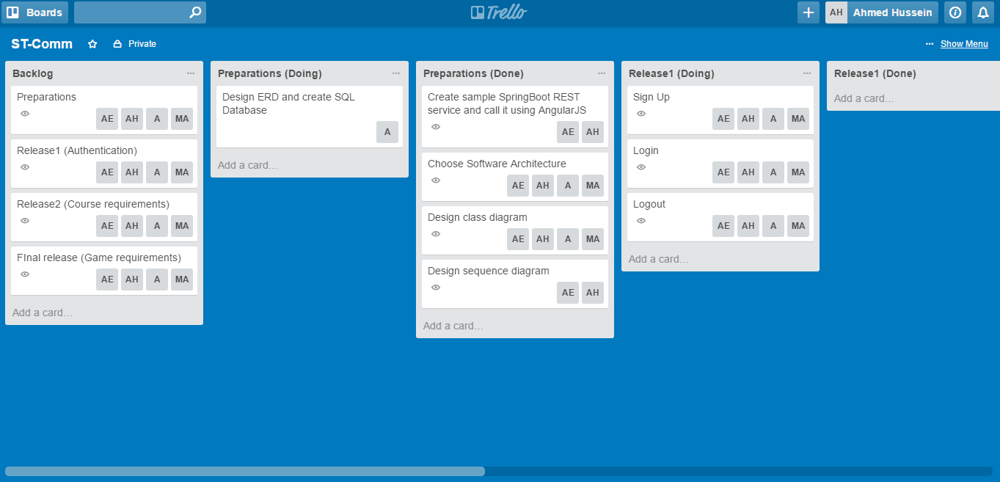 Boards
Trello
AH Ahmed Hussein
ST-Comm
Private
Show Menu
Backlog
Preparations
AE AH A MA
Release1 (Authentication)
AE AH A MA
Release2 (Course requirements)
AE AH A MA
FInal release (Game requirements)
AE AH A MA
Add a card…
Preparations (Doing)
Design ERD and create SQL
Database
A
Add a card…
Preparations (Done)
Create sample SpringBoot REST
service and call it using AngularJS
AE AH
Choose Software Architecture
AE AH A MA
Design class diagram
AE AH A MA
Design sequence diagram
AE AH
Add a card…
Release1 (Doing)
Sign Up
AE AH A MA
Login
AE AH A MA
Logout
AE AH A MA
Add a card…
Release1 (Done)
Add a card…